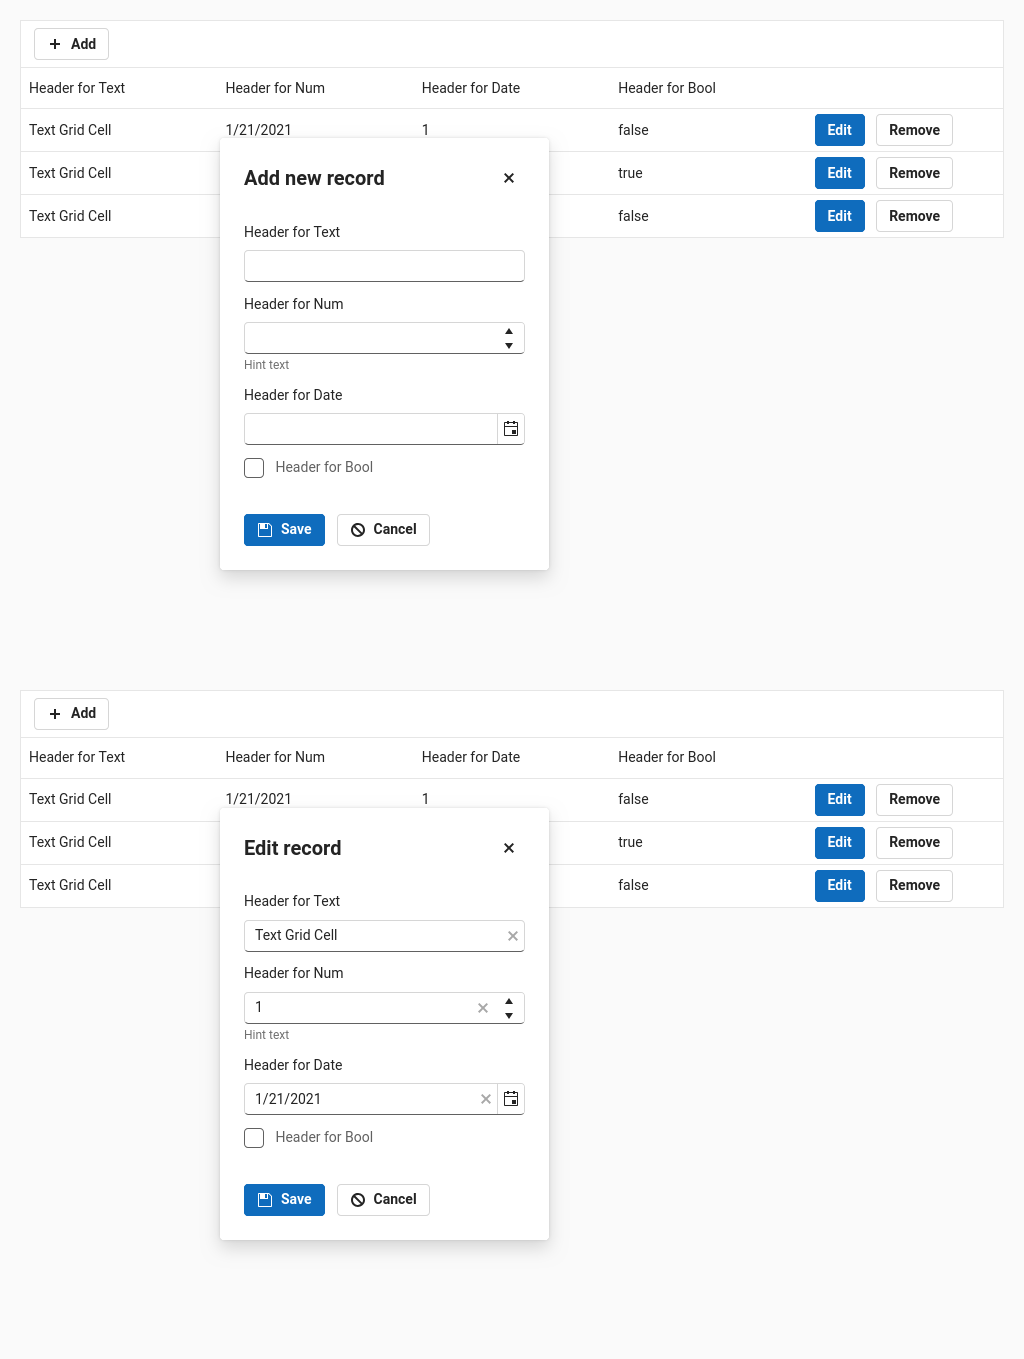 Add
Header for Text Header for Num Header for Date Header for Bool
Text Grid Cell 1/21/2021 1 false Edit Remove
Text Grid Cell true Edit Remove
Text Grid Cell false Edit Remove
Add new record
Header for Text
Header for Num
Hint text
Header for Date
Header for Bool
Save Cancel
Add
Header for Text Header for Num Header for Date Header for Bool
Text Grid Cell 1/21/2021 1 false Edit Remove
Text Grid Cell true Edit Remove
Text Grid Cell false Edit Remove
Edit record
Header for Text
Text Grid Cell
Header for Num
1
Hint text
Header for Date
1/21/2021
Header for Bool
Save Cancel